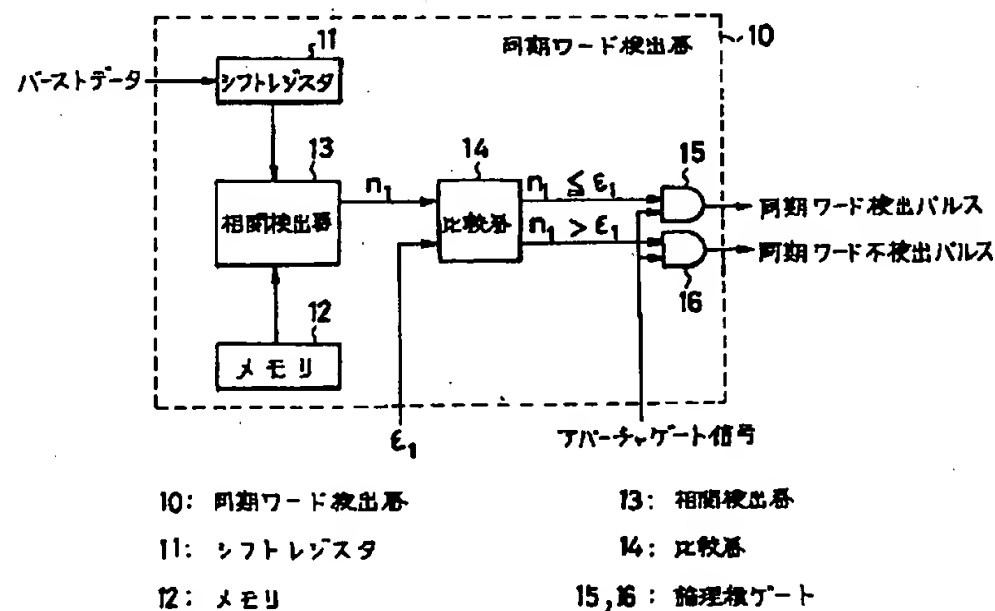 11
同期ワード検出器
10
バーストデータ
シフトレジスタ
13
14
15
n₁
n₁ ≦ ε₁
相関検出器
比較器
同期ワード検出パルス
n₁ > ε₁
同期ワード不検出パルス
16
12
メモリ
ε₁
アパーチャゲート信号
10: 同期ワード検出器
13: 相関検出器
11: シフトレジスタ
14: 比較器
12: メモリ
15,16: 論理積ゲート